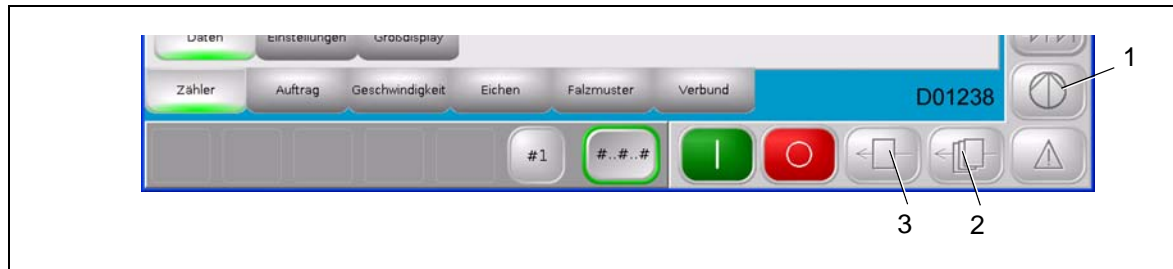 Daten Einstellungen Großdisplay
1
Zähler Auftrag Geschwindigkeit Eichen Falzmuster Verbund D01238
#1 #..#..#
3 2